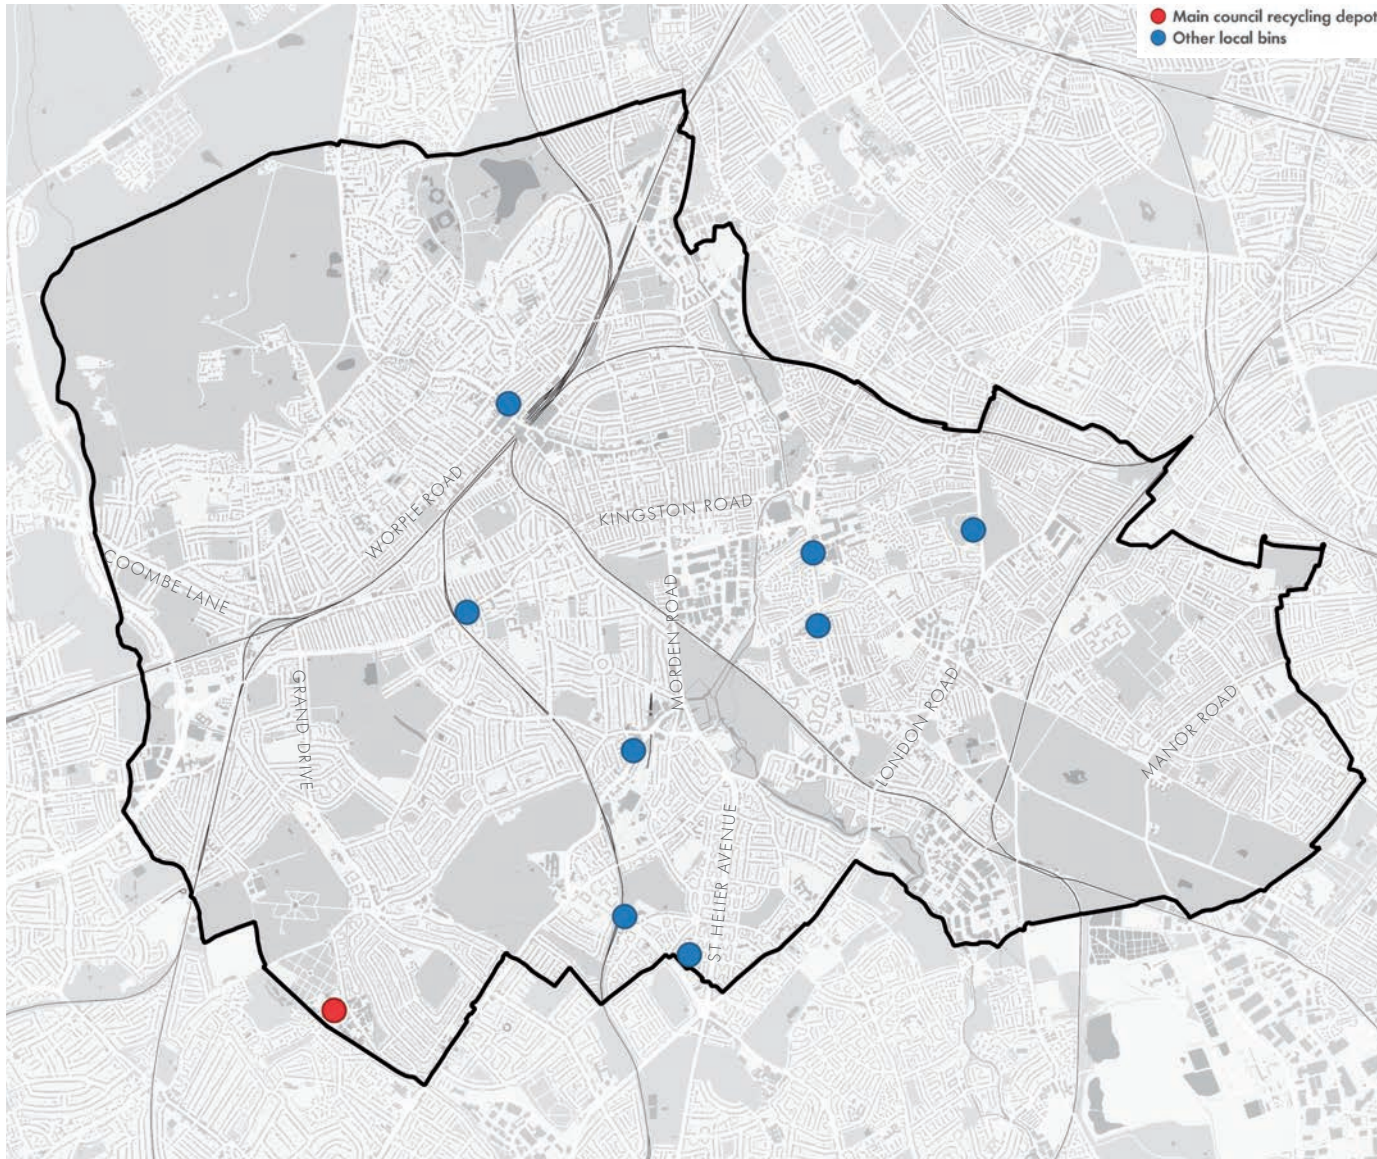 Main council recycling depot
Other local bins
WORPLE ROAD
KINGSTON ROAD
COOMBE LANE
MORDEN ROAD
GRAND DRIVE
LONDON ROAD
MANOR ROAD
ST HELIER AVENUE